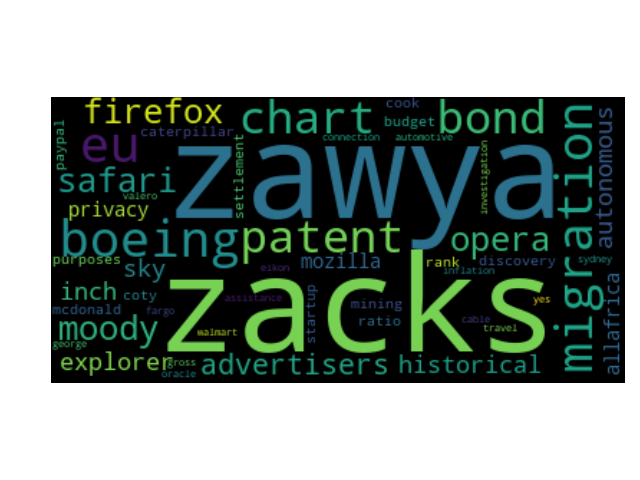 firefox
chart
cook
budget
bond
paypal
caterpillar
eu
zawya
connection
automotive
settlement
investigation
migration
autonomous
safari
valero
privacy
boeing
patent
opera
purposes
sky
eikon
mozilla
rank
discovery
inflation
sydney
inch
coty
zacks
assistance
startup
mining
yes
mcdonald
fargo
ratio
cable
travel
allafrica
moody
walmart
george
explorer
gross
oracle
advertisers
historical